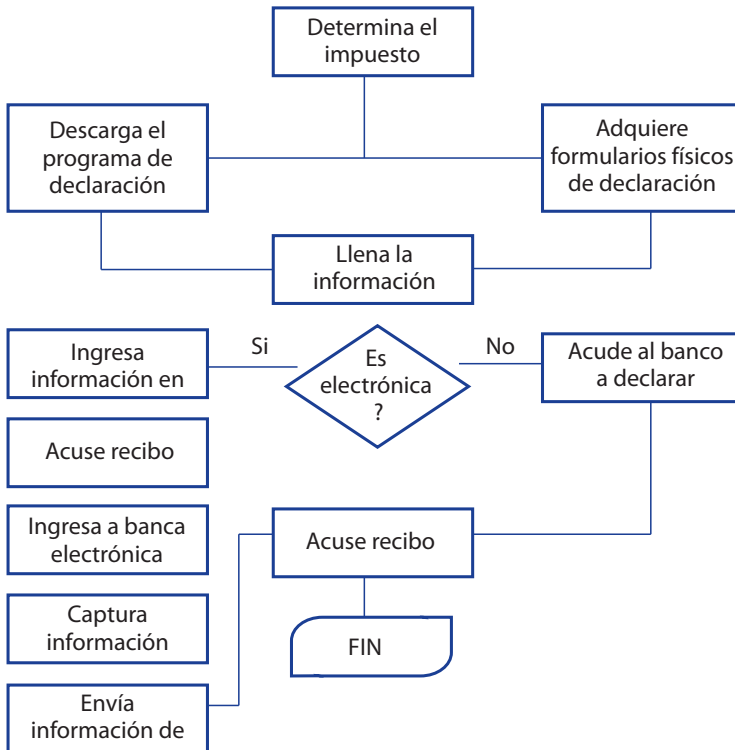 Determina el
impuesto
Descarga el
programa de
declaración
Adquiere
formularios físicos
de declaración
Llena la
información
Ingresa
información en
Si
Es
electrónica
?
No
Acude al banco
a declarar
Acuse recibo
Ingresa a banca
electrónica
Acuse recibo
Captura
información
FIN
Envía
información de